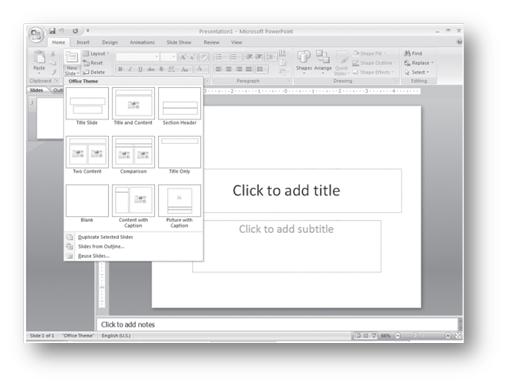 Presentation1 - Microsoft PowerPoint
Home Insert Design Animations Slide Show Review View
Layout
Reset
Delete
Paste
New
Slide
Clipboard
Shapes Arrange Quick
Styles
Shape Fill
Shape Outline
Shape Effects
Find
Replace
Select
Paragraph Drawing Editing
Slides
Office Theme
Title Slide Title and Content Section Header
Two Content Comparison Title Only
Blank Content with Caption Picture with Caption
Duplicate Selected Slides
Slides from Outline...
Reuse Slides...
Click to add title
Click to add subtitle
Click to add notes
Slide 1 of 1 "Office Theme" English (U.S.) 66%